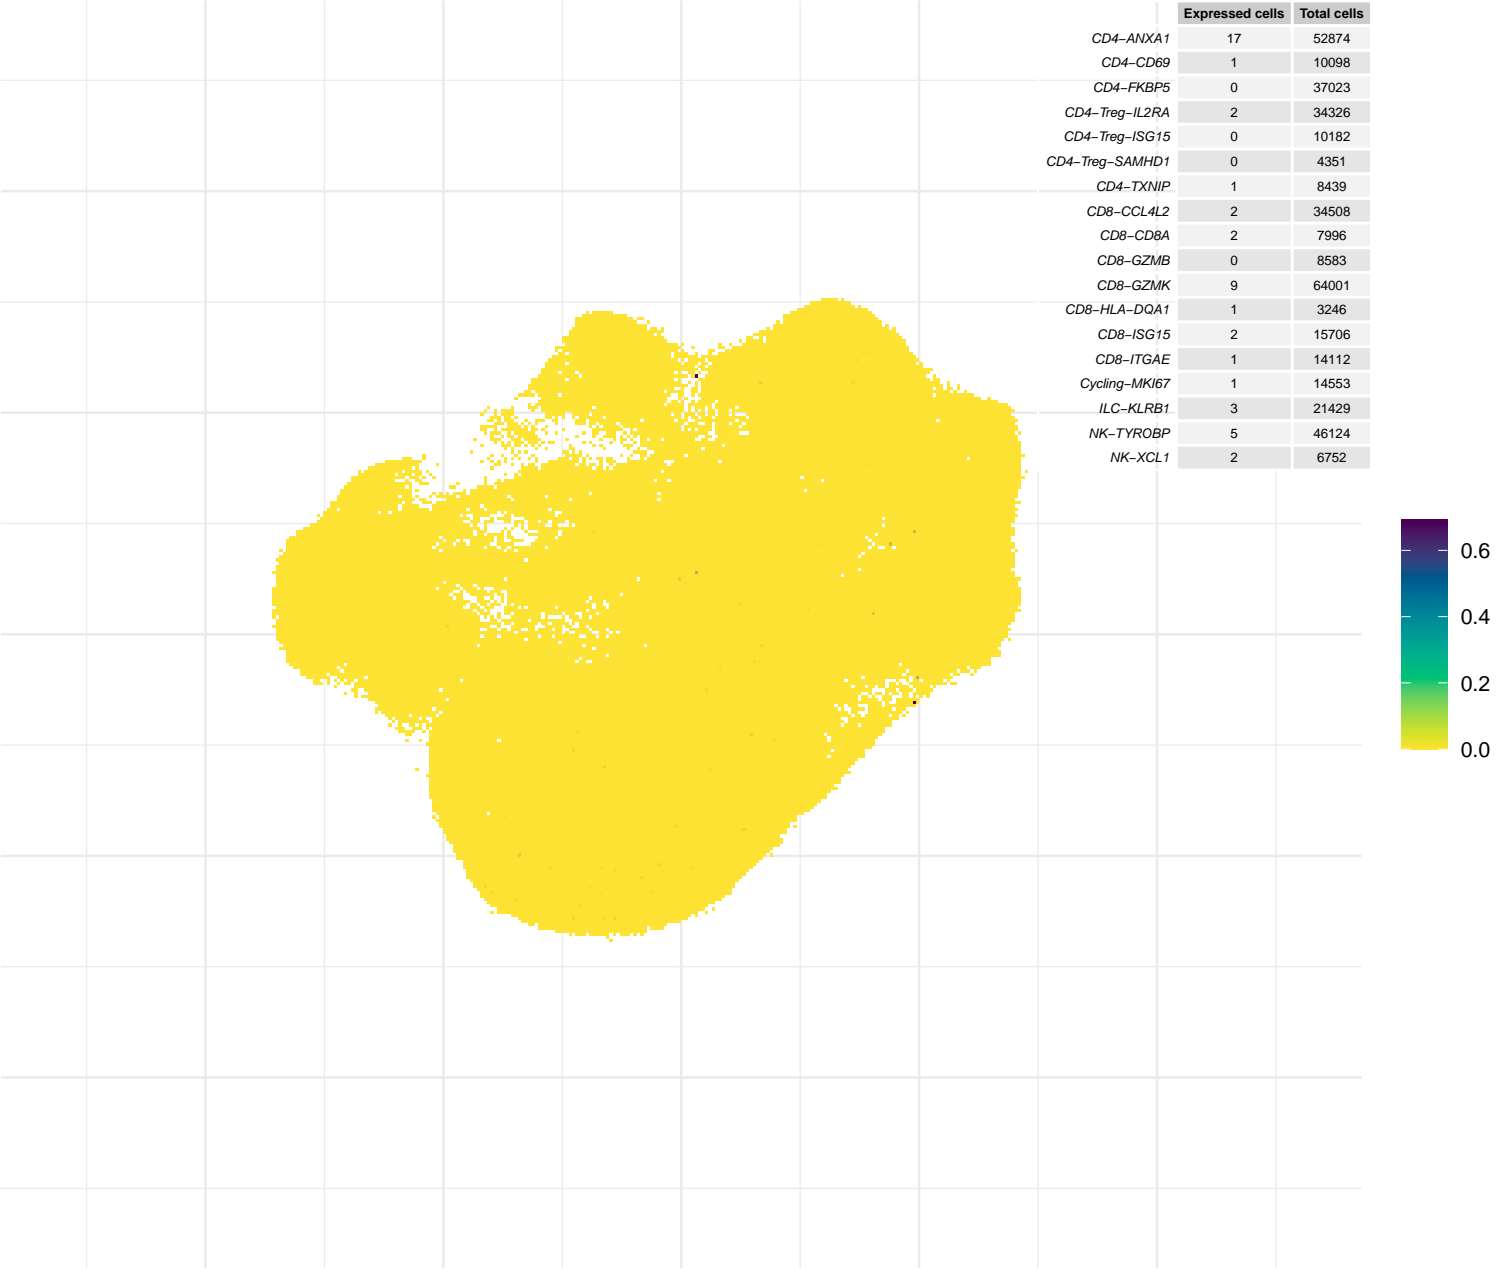 Expressed cells Total cells
CD4−ANXA1 17 52874
CD4−CD69 1 10098
CD4−FKBP5 0 37023
CD4−Treg−IL2RA 2 34326
CD4−Treg−ISG15 0 10182
CD4−Treg−SAMHD1 0 4351
CD4−TXNIP 1 8439
CD8−CCL4L2 2 34508
CD8−CD8A 2 7996
CD8−GZMB 0 8583
CD8−GZMK 9 64001
CD8−HLA−DQA1 1 3246
CD8−ISG15 2 15706
CD8−ITGAE 1 14112
Cycling−MKI67 1 14553
ILC−KLRB1 3 21429
NK−TYROBP 5 46124
NK−XCL1 2 6752
0.6
0.4
0.2
0.0